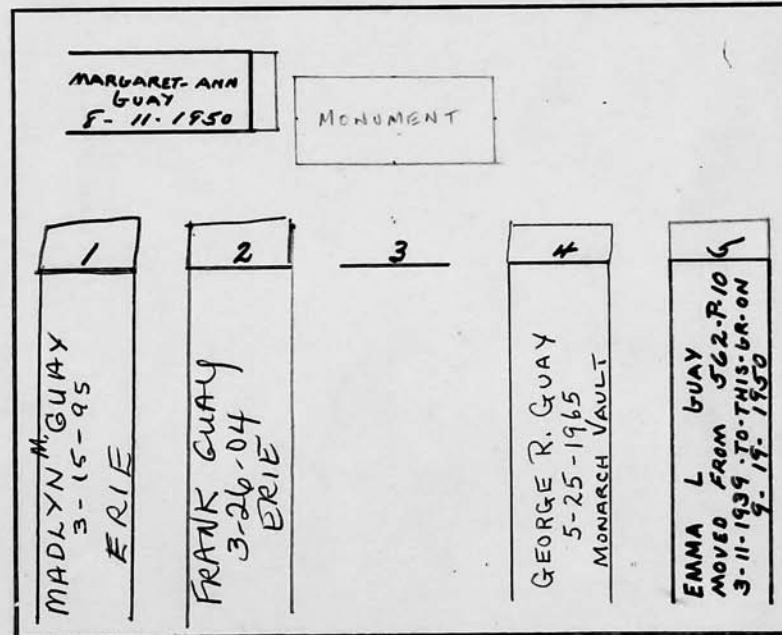 MARGARET-ANN
GUAY
8-11-1950
MONUMENT
1
MADLYN M. GUAY
3-15-95
ERIE
2
FRANK GUAY
3-26-04
ERIE
3
4
GEORGE R. GUAY
5-25-1965
MONARCH VAULT
5
EMMA L GUAY
MOVED FROM 562-P.10
3-11-1939-TO-THIS-GR-ON
9-19-1950